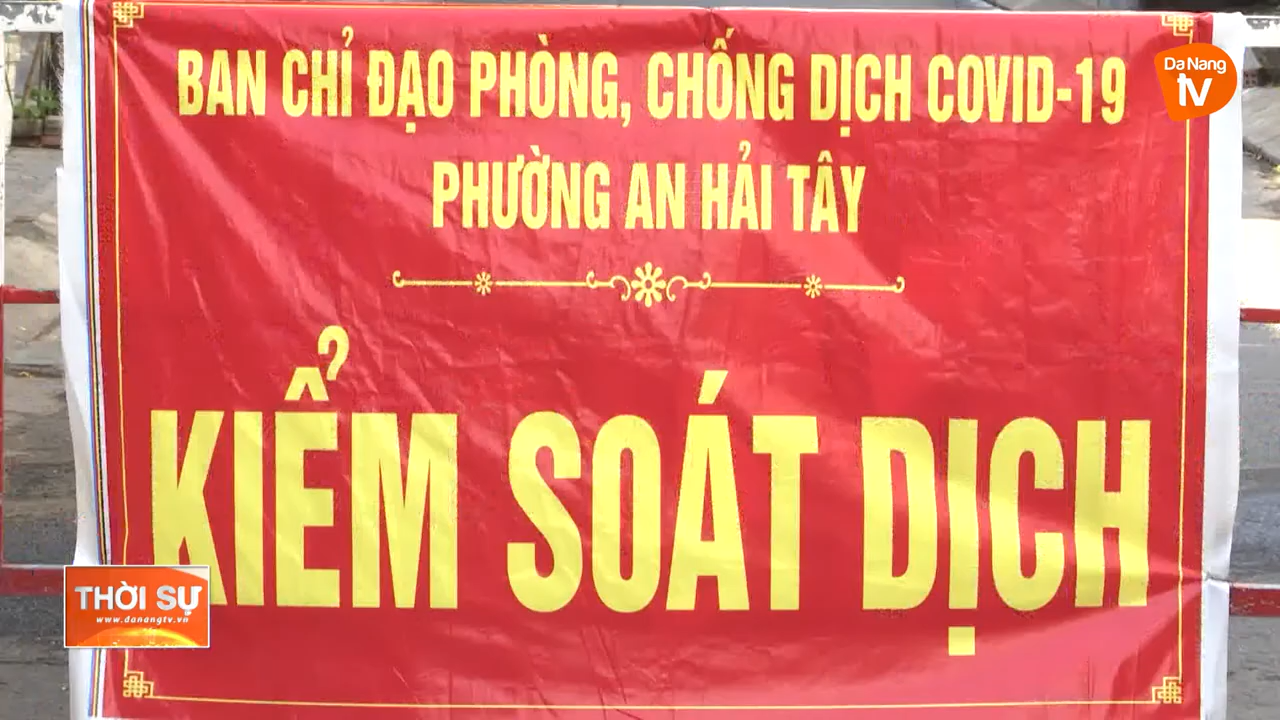 BAN CHỈ ĐẠO PHÒNG, CHỐNG DỊCH COVID-19
PHƯỜNG AN HẢI TÂY
KIỂM SOÁT DỊCH
Da Nang
tv
THỜI SỰ
www.danangtv.vn